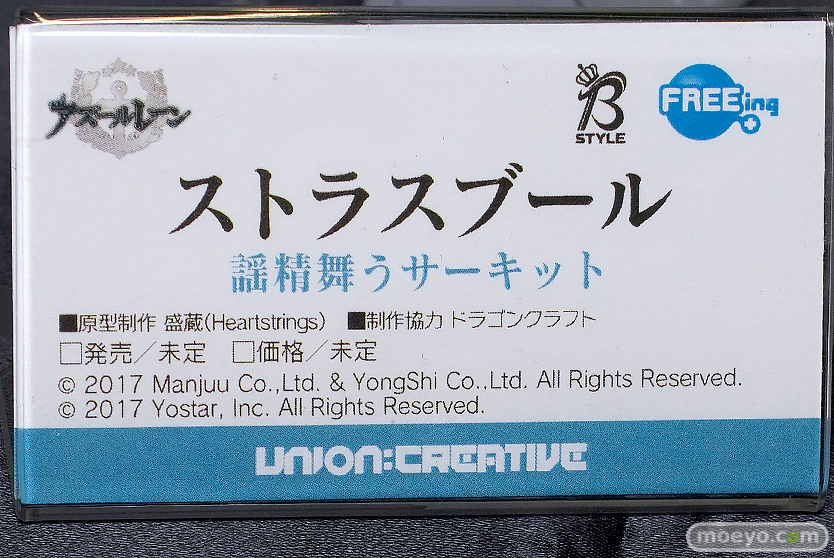 アズールレーン
B STYLE
FREEing
ストラスブール
謡精舞うサーキット
■原型制作 盛蔵(Heartstrings) ■制作協力 ドラゴンクラフト
□発売／未定 □価格／未定
© 2017 Manjuu Co.,Ltd. & YongShi Co.,Ltd. All Rights Reserved.
© 2017 Yostar, Inc. All Rights Reserved.
UNION:CREATIVE
moeyo.com